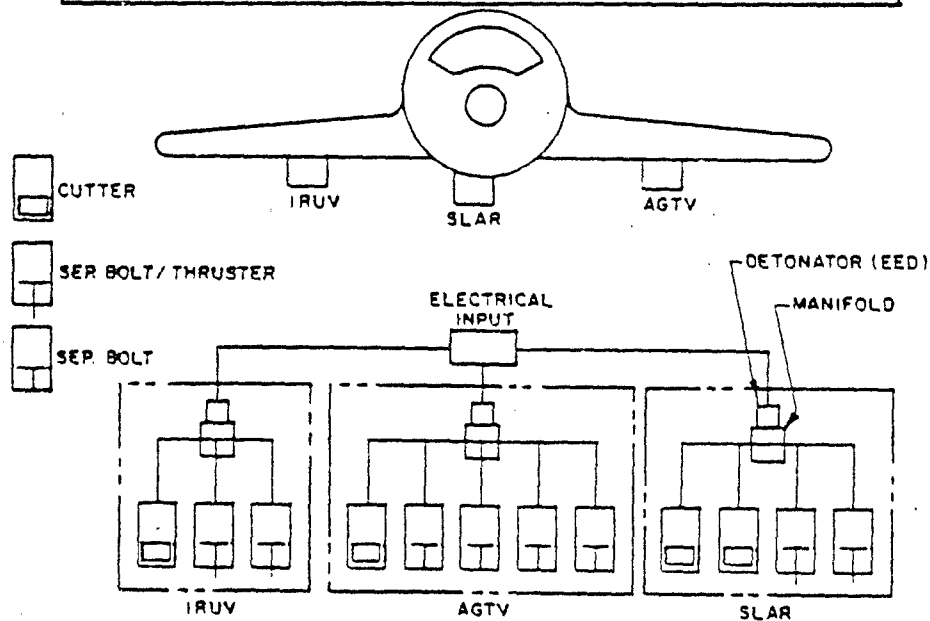 IRUV
SLAR
AGTV
CUTTER
SEP. BOLT/THRUSTER
SEP. BOLT
ELECTRICAL
INPUT
DETONATOR (EED)
MANIFOLD
IRUV
AGTV
SLAR